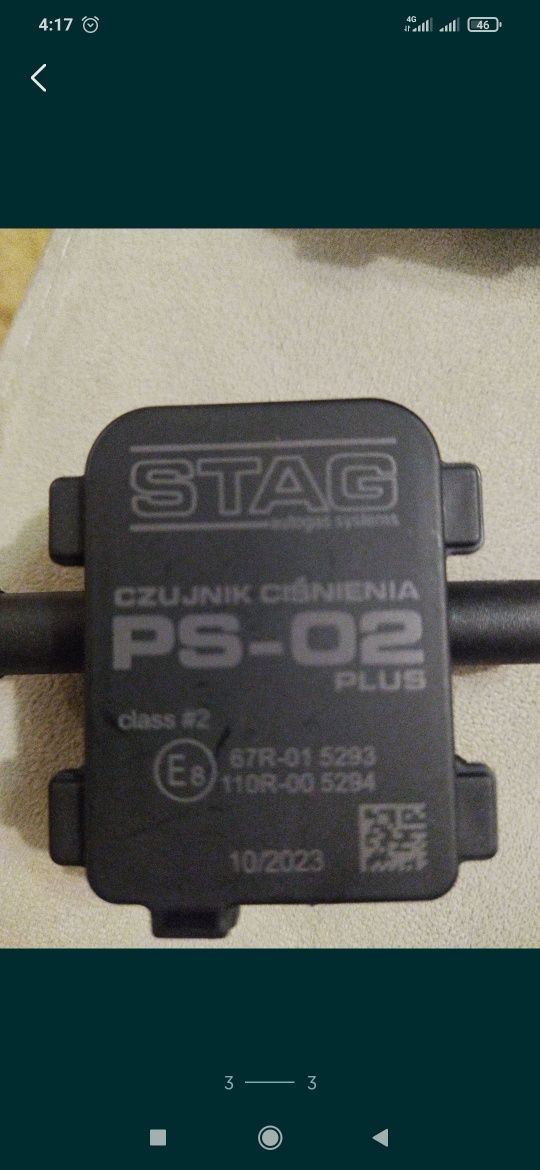 4:17
4G
46
STAG
autogas systems
CZUJNIK CIŚNIENIA
PS-02
PLUS
class #2
E8
67R-01 5293
110R-00 5294
10/2023
3 3